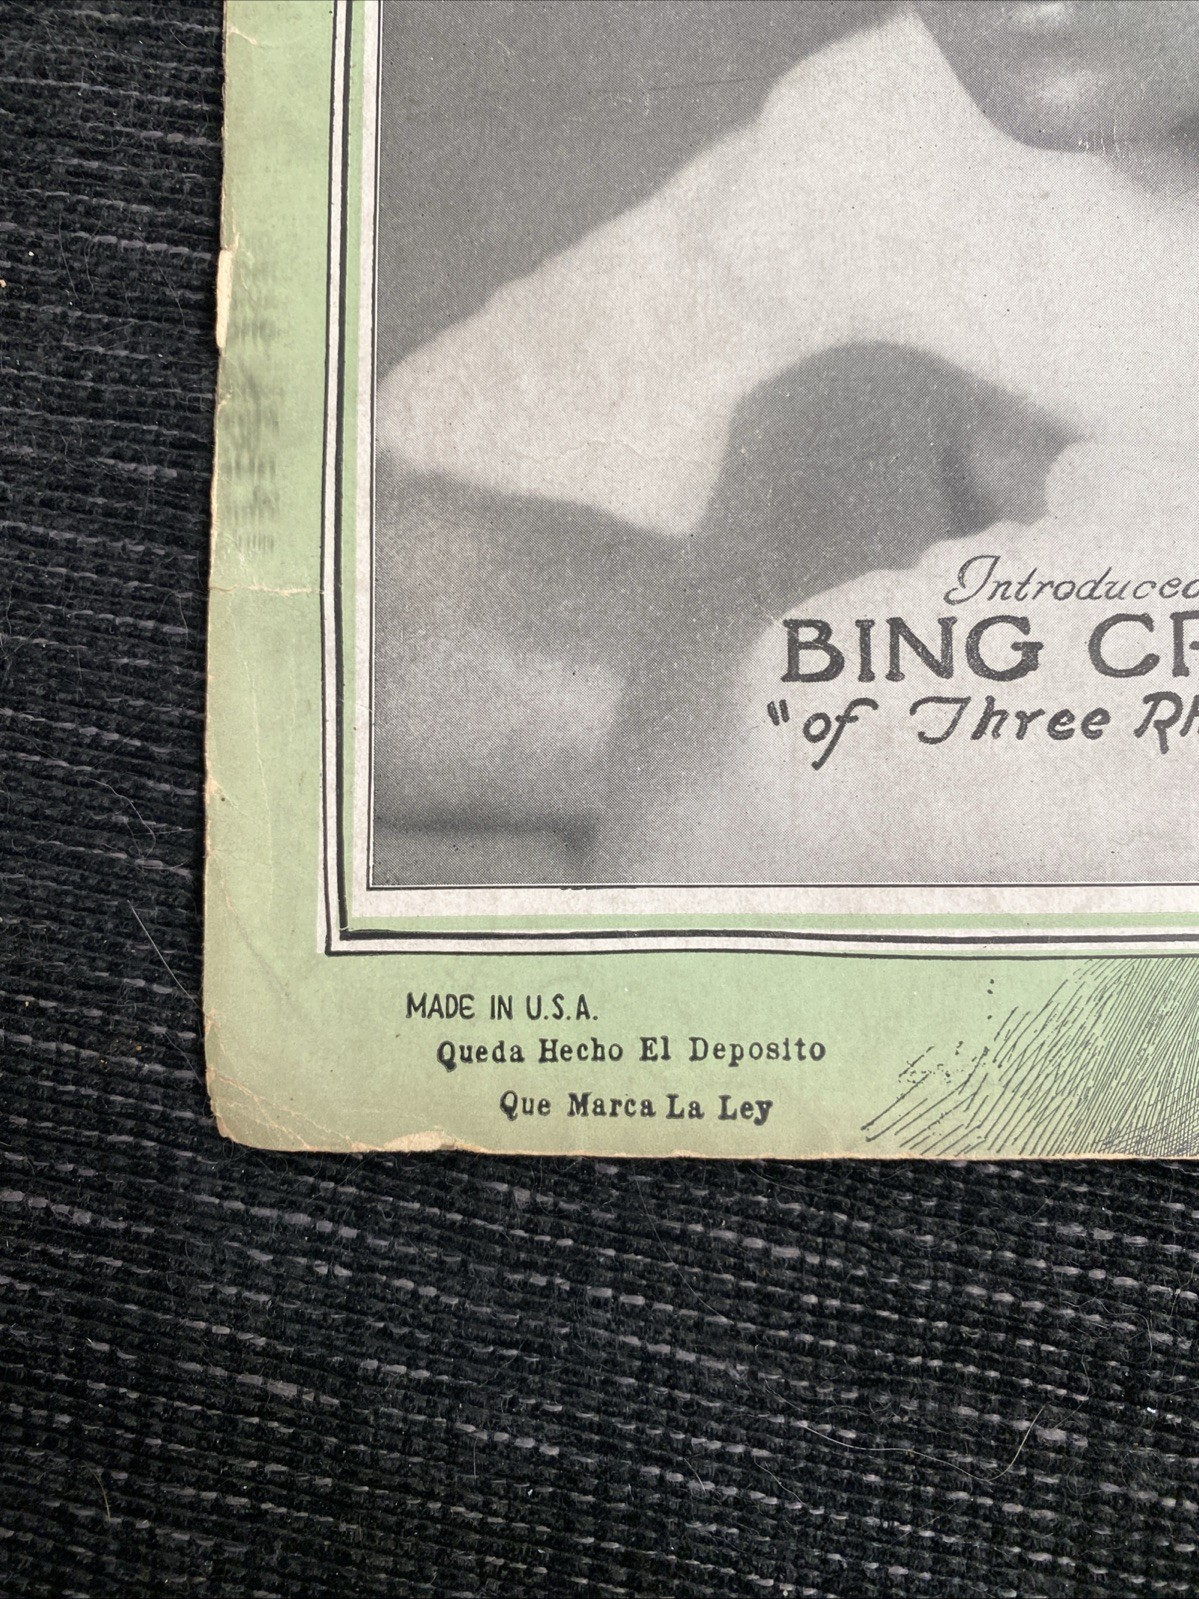 Introduced
BING CR
"of Three Rh
MADE IN U.S.A.
Queda Hecho El Deposito
Que Marca La Ley